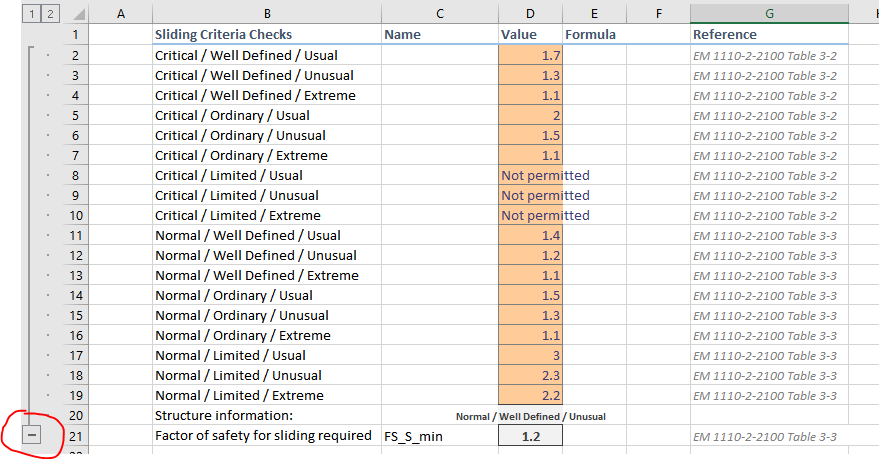 1 2 A B C D E F G
1 Sliding Criteria Checks Name Value Formula Reference
2 Critical / Well Defined / Usual 1.7 EM 1110-2-2100 Table 3-2
3 Critical / Well Defined / Unusual 1.3 EM 1110-2-2100 Table 3-2
4 Critical / Well Defined / Extreme 1.1 EM 1110-2-2100 Table 3-2
5 Critical / Ordinary / Usual 2 EM 1110-2-2100 Table 3-2
6 Critical / Ordinary / Unusual 1.5 EM 1110-2-2100 Table 3-2
7 Critical / Ordinary / Extreme 1.1 EM 1110-2-2100 Table 3-2
8 Critical / Limited / Usual Not permitted EM 1110-2-2100 Table 3-2
9 Critical / Limited / Unusual Not permitted EM 1110-2-2100 Table 3-2
10 Critical / Limited / Extreme Not permitted EM 1110-2-2100 Table 3-2
11 Normal / Well Defined / Usual 1.4 EM 1110-2-2100 Table 3-3
12 Normal / Well Defined / Unusual 1.2 EM 1110-2-2100 Table 3-3
13 Normal / Well Defined / Extreme 1.1 EM 1110-2-2100 Table 3-3
14 Normal / Ordinary / Usual 1.5 EM 1110-2-2100 Table 3-3
15 Normal / Ordinary / Unusual 1.3 EM 1110-2-2100 Table 3-3
16 Normal / Ordinary / Extreme 1.1 EM 1110-2-2100 Table 3-3
17 Normal / Limited / Usual 3 EM 1110-2-2100 Table 3-3
18 Normal / Limited / Unusual 2.3 EM 1110-2-2100 Table 3-3
19 Normal / Limited / Extreme 2.2 EM 1110-2-2100 Table 3-3
20 Structure information: Normal / Well Defined / Unusual
21 Factor of safety for sliding required FS_S_min 1.2 EM 1110-2-2100 Table 3-3